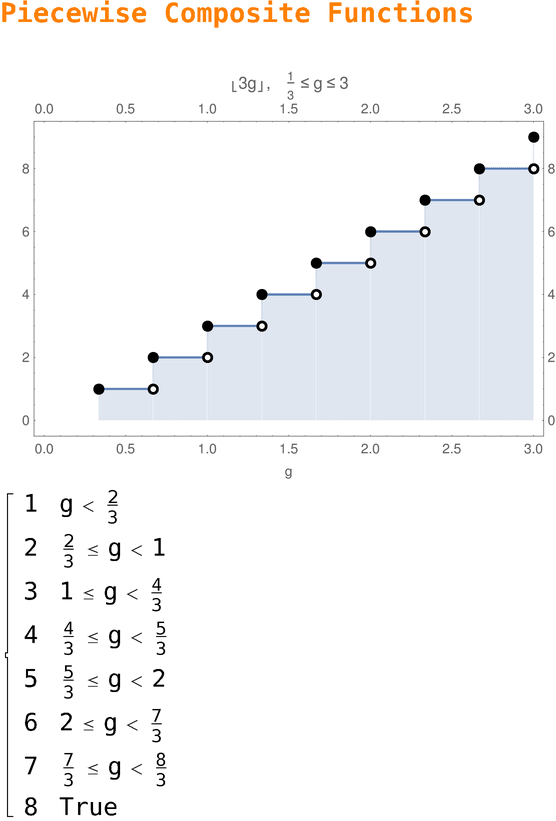 Piecewise Composite Functions
⌊3g⌋, 1/3 ≤ g ≤ 3
0.0 0.5 1.0 1.5 2.0 2.5 3.0
8 8
6 6
4 4
2 2
0 0
0.0 0.5 1.0 1.5 2.0 2.5 3.0
g
1 g < 2/3
2 2/3 ≤ g < 1
3 1 ≤ g < 4/3
4 4/3 ≤ g < 5/3
5 5/3 ≤ g < 2
6 2 ≤ g < 7/3
7 7/3 ≤ g < 8/3
8 True